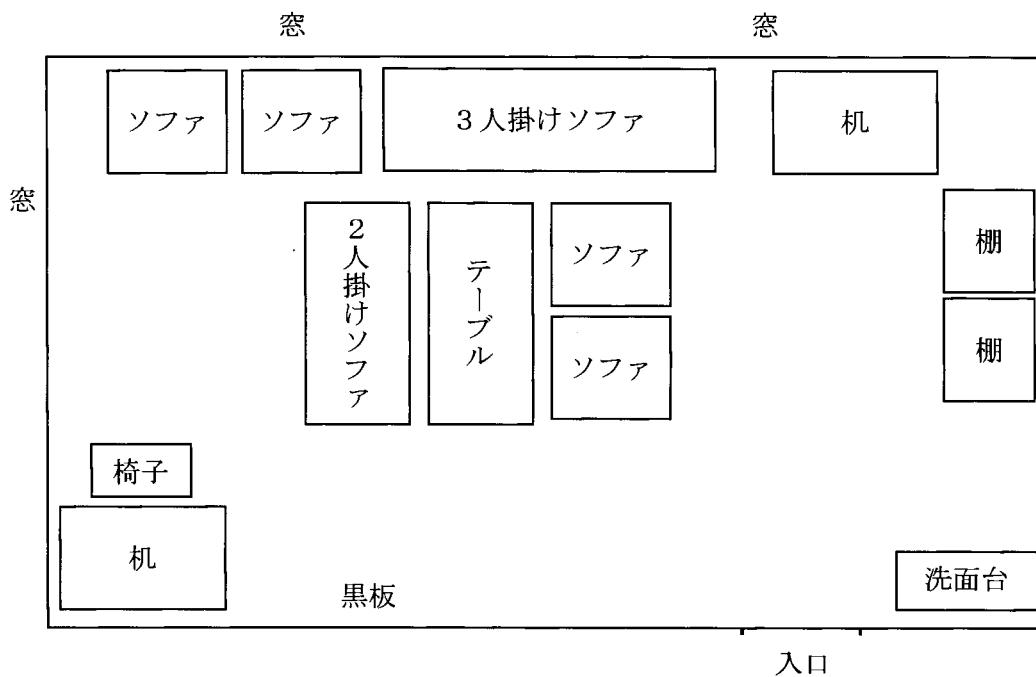 窓 窓
ソファ ソファ 3人掛けソファ 机
窓
2人掛けソファ
テーブル
ソファ
棚
ソファ
棚
椅子
机
黒板
洗面台
入口